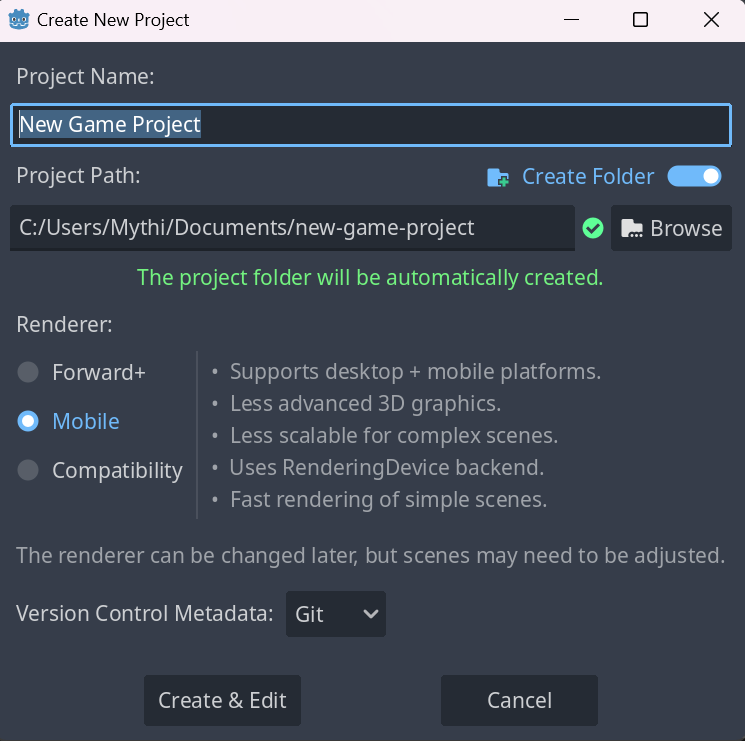 Create New Project
Project Name:
New Game Project
Project Path:
Create Folder
C:/Users/Mythi/Documents/new-game-project
Browse
The project folder will be automatically created.
Renderer:
Forward+
Mobile
Compatibility
• Supports desktop + mobile platforms.
• Less advanced 3D graphics.
• Less scalable for complex scenes.
• Uses RenderingDevice backend.
• Fast rendering of simple scenes.
The renderer can be changed later, but scenes may need to be adjusted.
Version Control Metadata:
Git
Create & Edit
Cancel